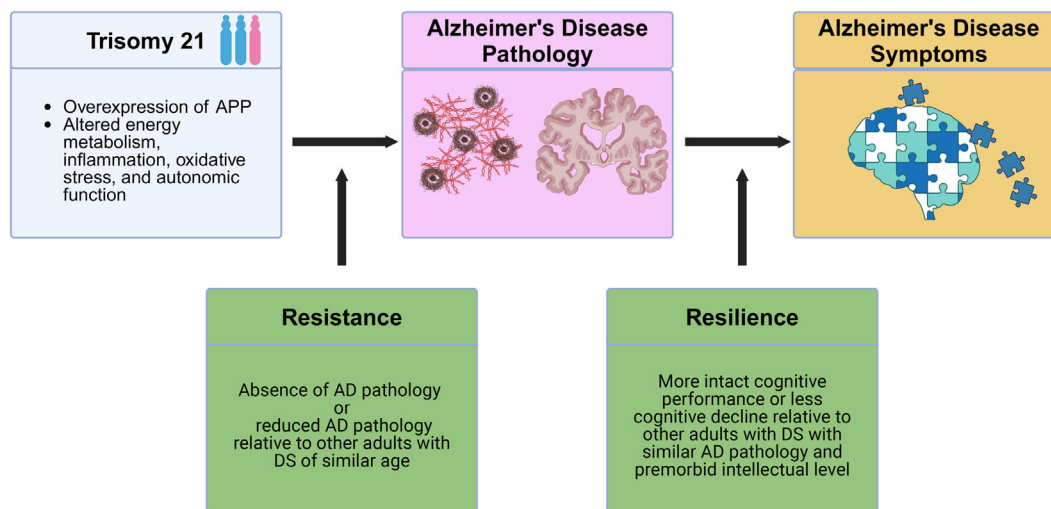 Trisomy 21
• Overexpression of APP
• Altered energy
metabolism,
inflammation, oxidative
stress, and autonomic
function
Alzheimer's Disease
Pathology
Alzheimer's Disease
Symptoms
Resistance
Absence of AD pathology
or
reduced AD pathology
relative to other adults with
DS of similar age
Resilience
More intact cognitive
performance or less
cognitive decline relative to
other adults with DS with
similar AD pathology and
premorbid intellectual level